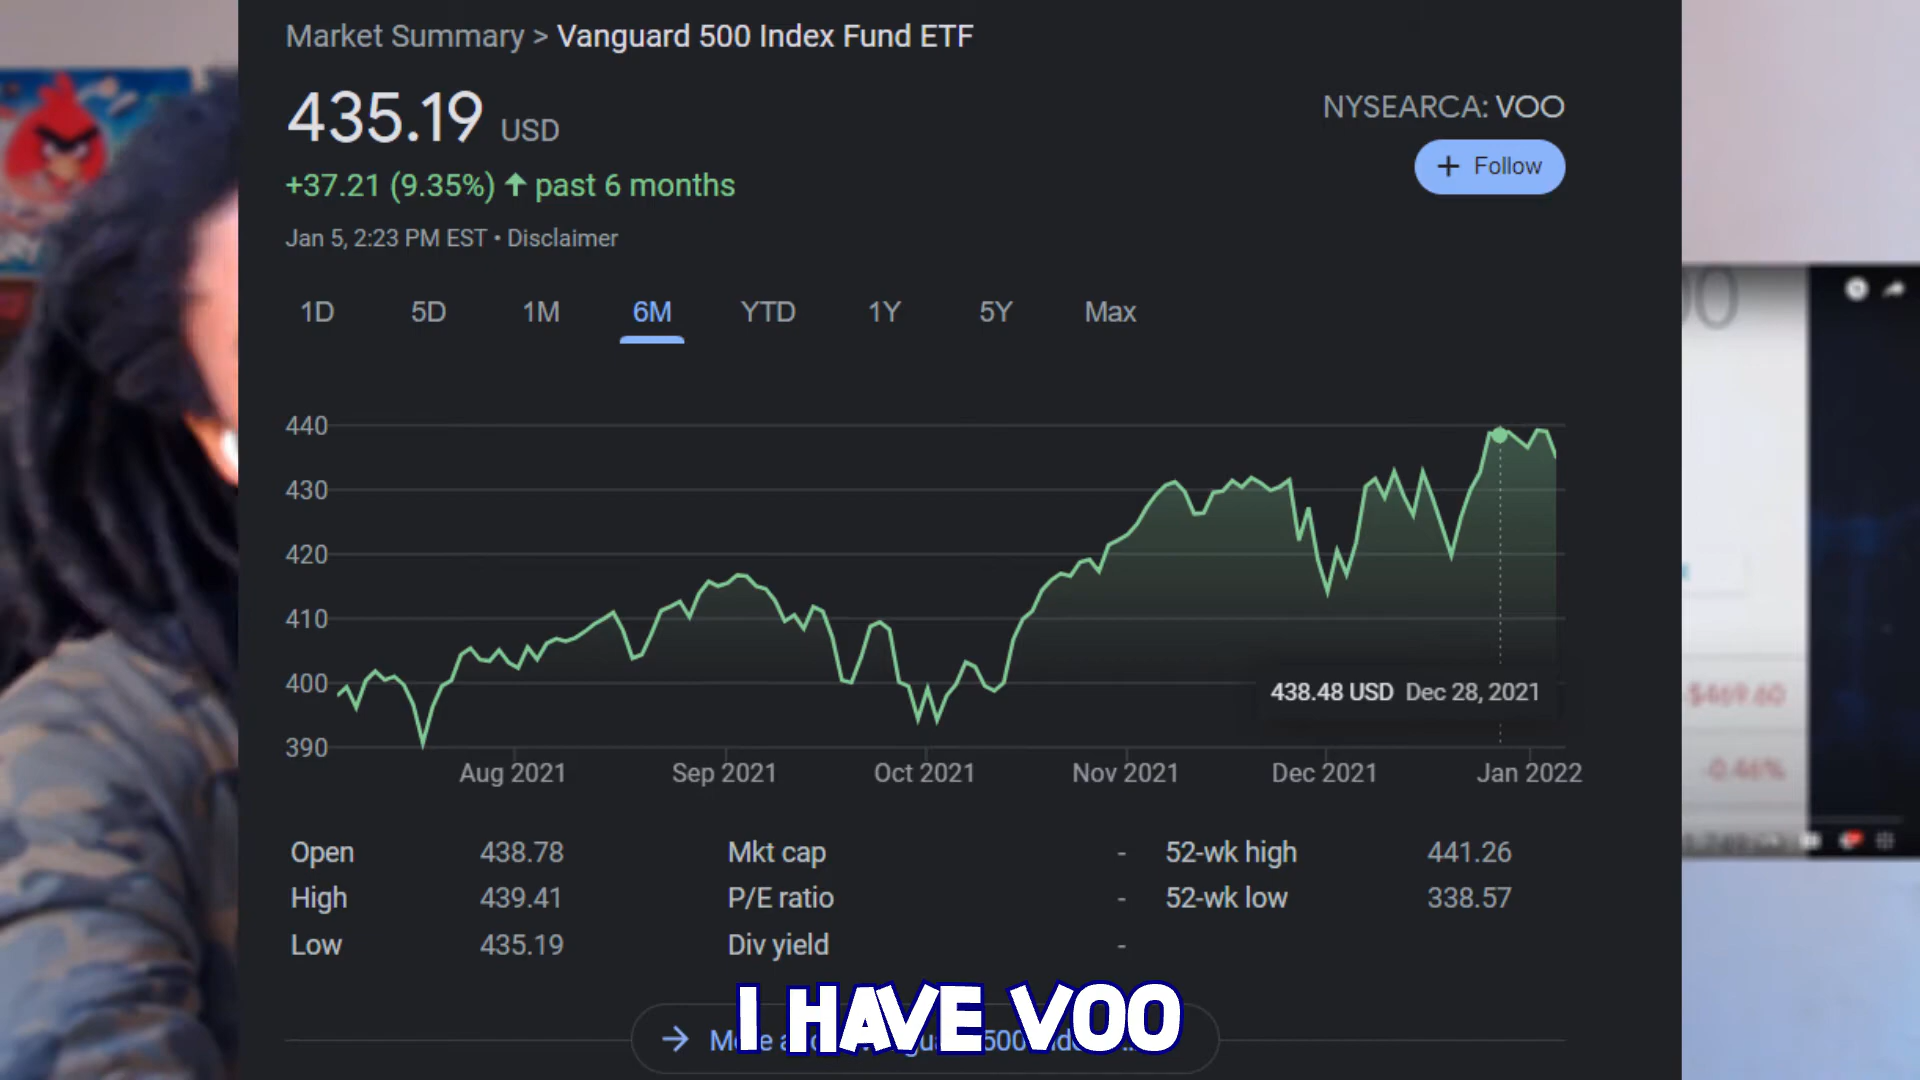 Market Summary > Vanguard 500 Index Fund ETF
435.19 USD
NYSEARCA: VOO
+ Follow
+37.21 (9.35%) ↑ past 6 months
Jan 5, 2:23 PM EST • Disclaimer
1D 5D 1M 6M YTD 1Y 5Y Max
440
430
420
410
400
390
438.48 USD Dec 28, 2021
Aug 2021 Sep 2021 Oct 2021 Nov 2021 Dec 2021 Jan 2022
Open 438.78 Mkt cap - 52-wk high 441.26
High 439.41 P/E ratio - 52-wk low 338.57
Low 435.19 Div yield -
I HAVE VOO
-$469.60
-0.46%